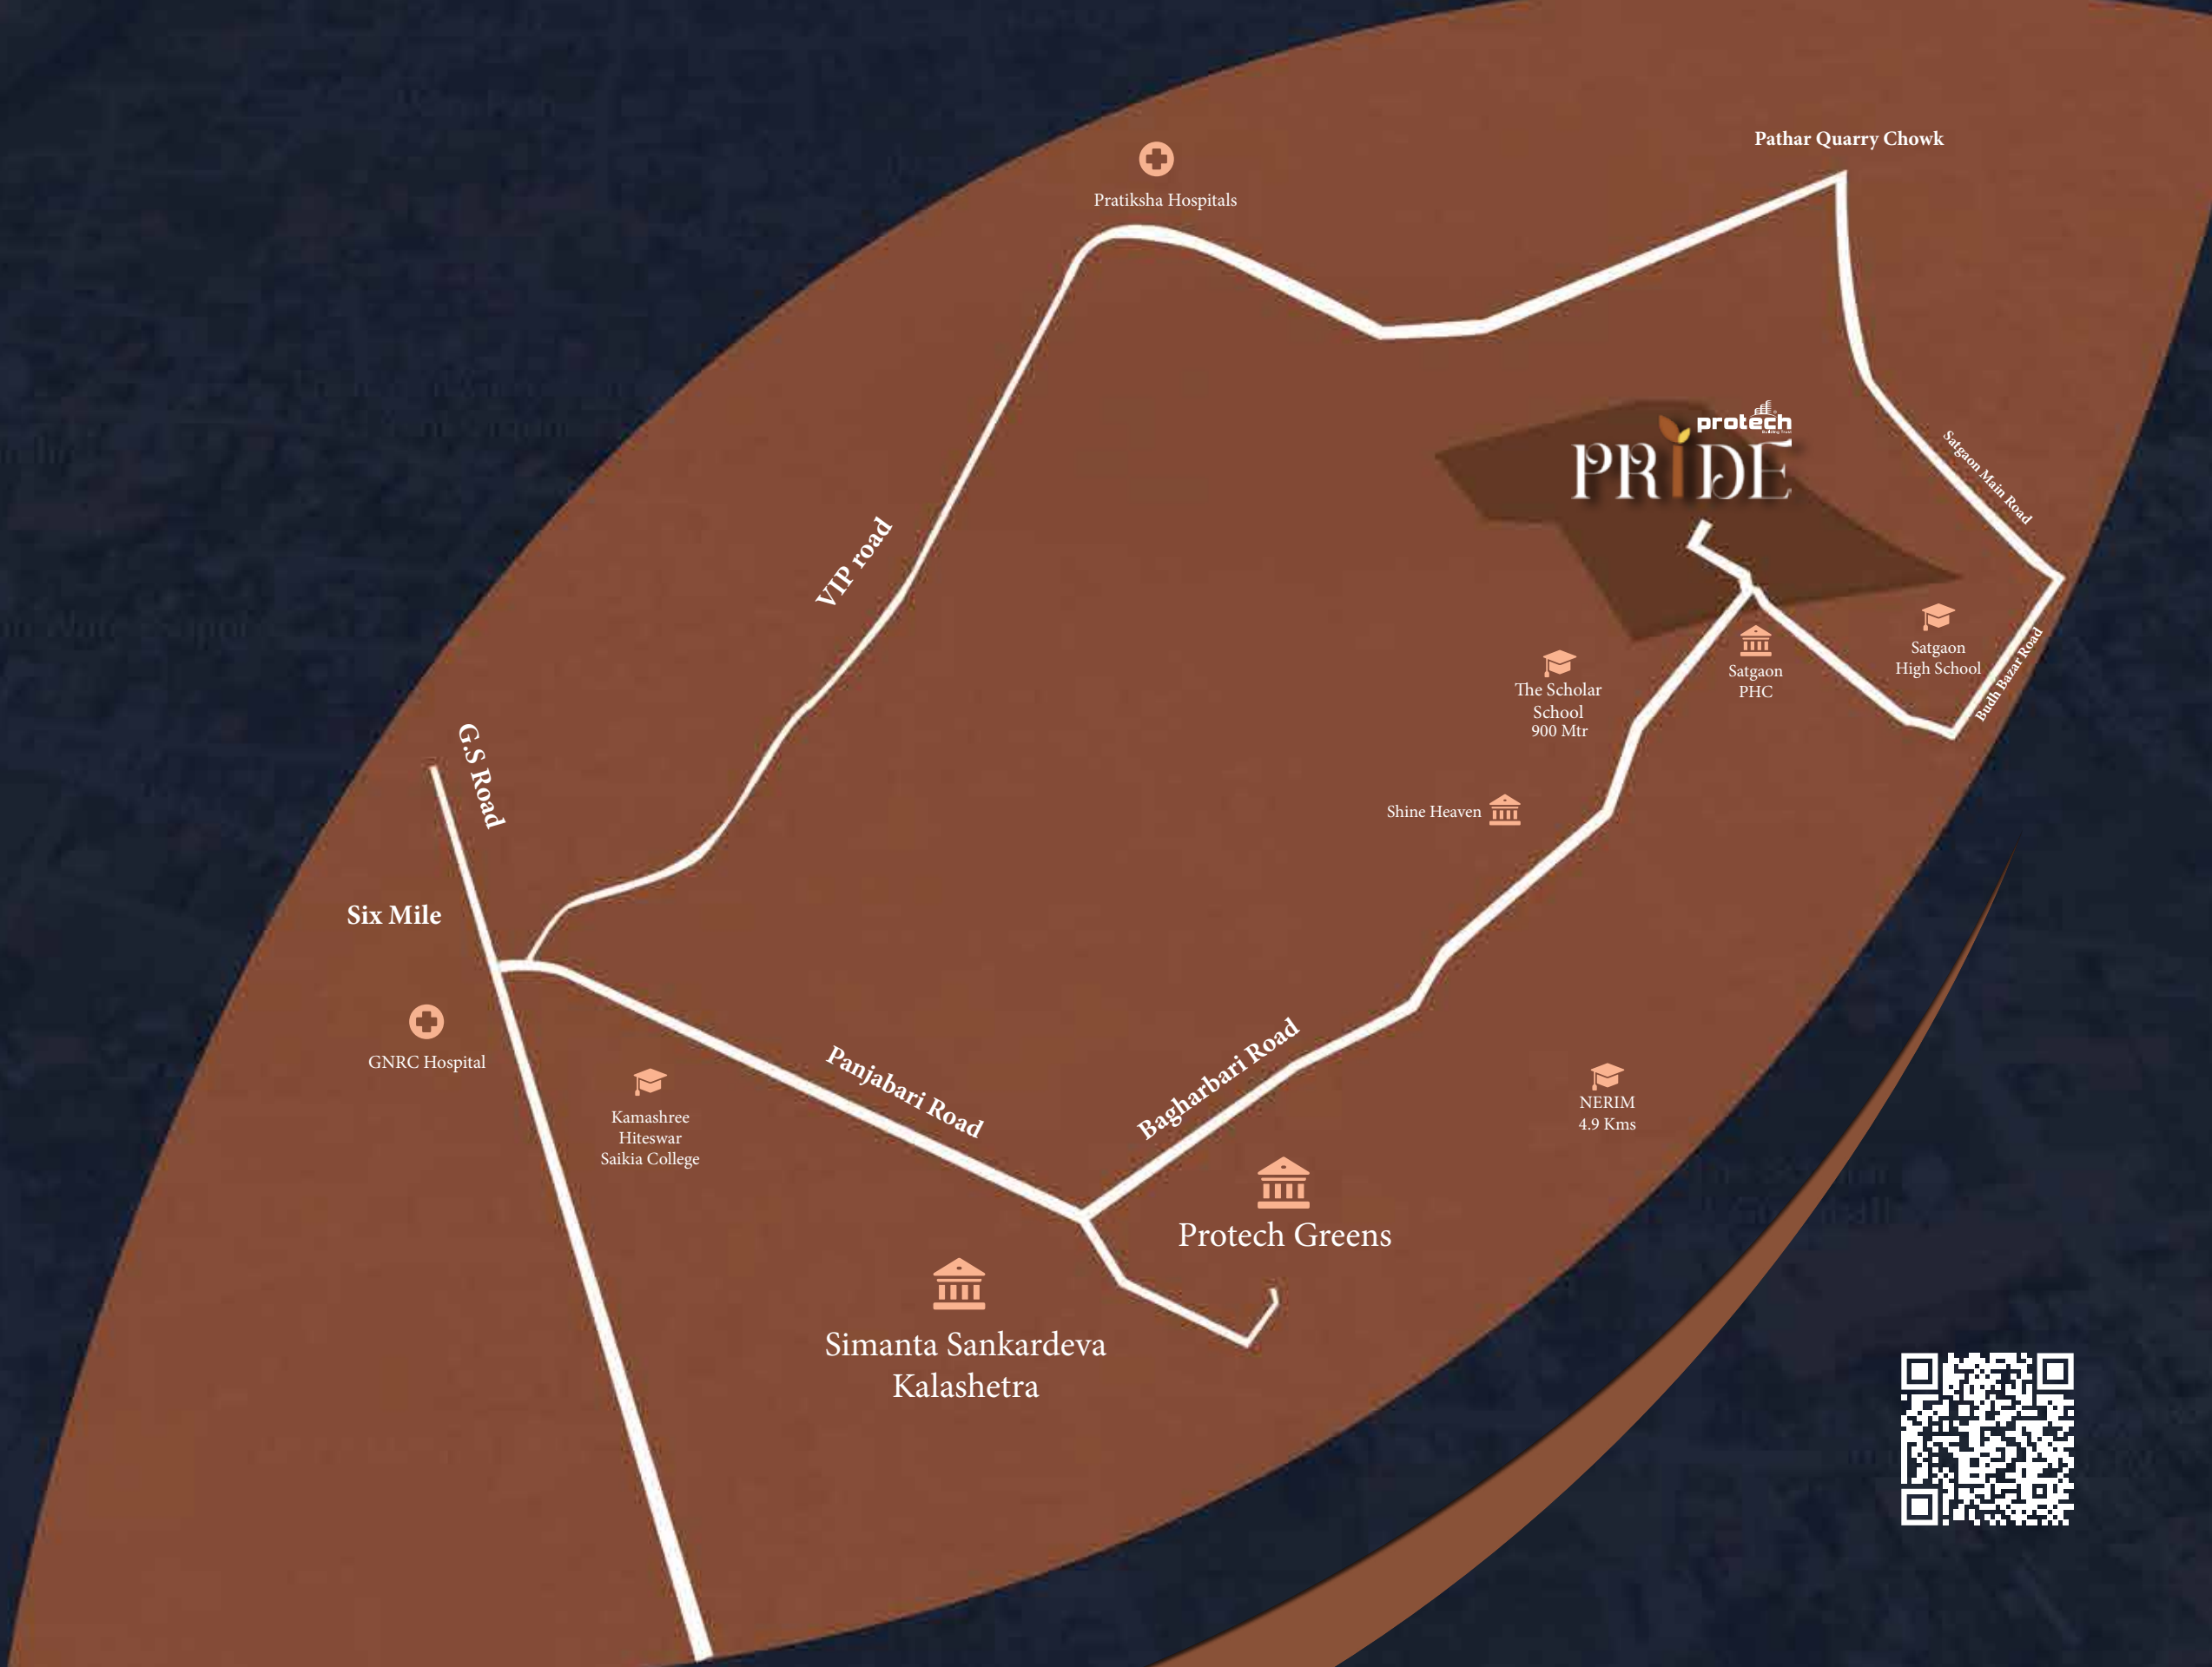 Pathar Quarry Chowk
Pratiksha Hospitals
protech
PRIDE
Satgaon Main Road
VIP road
Satgaon
High School
Budh Bazar Road
Satgaon
PHC
The Scholar
School
900 Mtr
G.S Road
Shine Heaven
Six Mile
GNRC Hospital
Kamashree
Hiteswar
Saikia College
Panjabari Road
Bagharbari Road
NERIM
4.9 Kms
Protech Greens
Simanta Sankardeva
Kalashetra